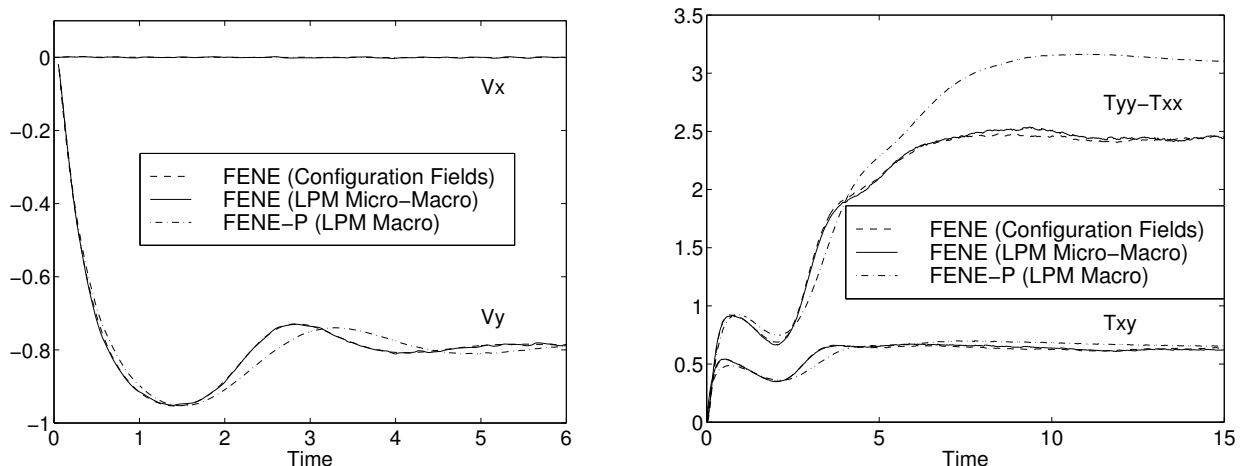 0
−0.2
−0.4
−0.6
−0.8
−1
0 1 2 3 4 5 6
Time
Vx
FENE (Configuration Fields)
FENE (LPM Micro−Macro)
FENE−P (LPM Macro)
Vy
3.5
3
2.5
2
1.5
1
0.5
0
0 5 10 15
Time
Tyy−Txx
FENE (Configuration Fields)
FENE (LPM Micro−Macro)
FENE−P (LPM Macro)
Txy